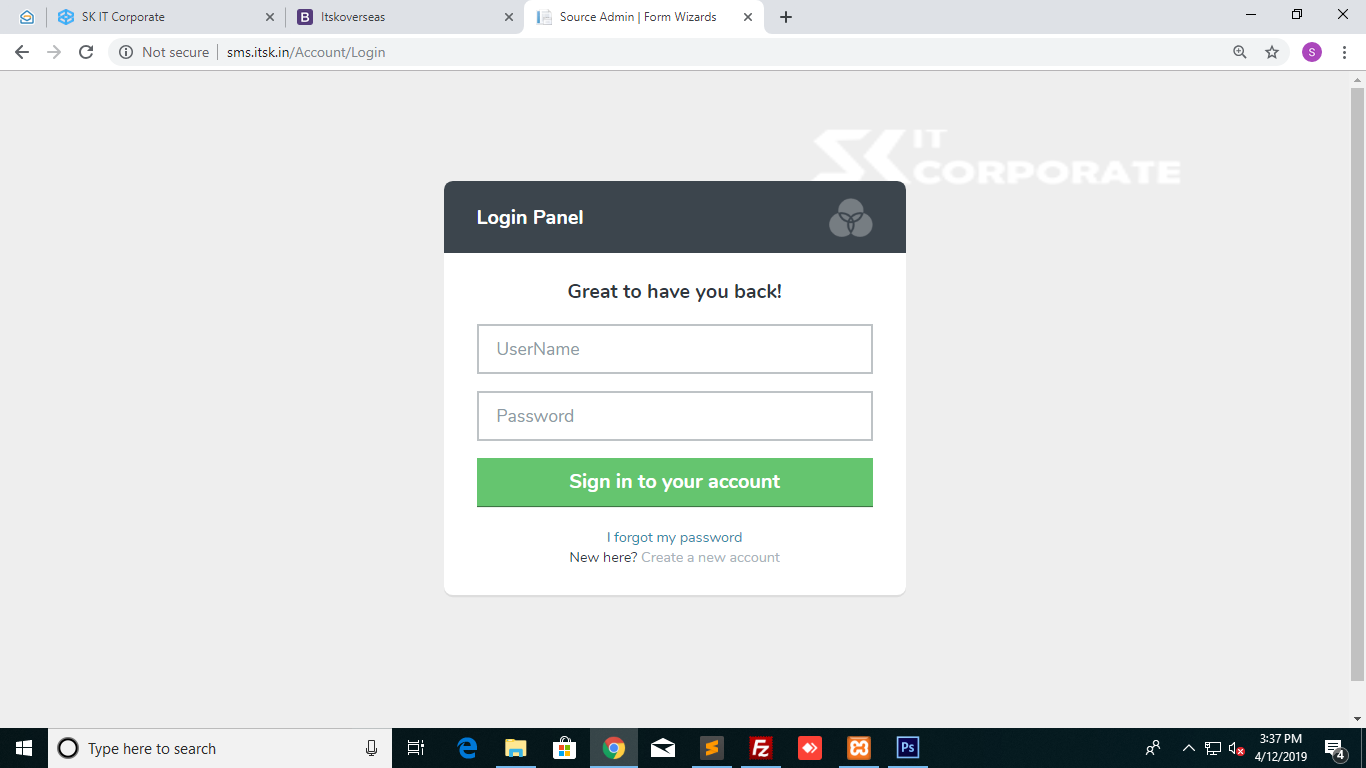 SK IT Corporate
Itskoverseas
Source Admin | Form Wizards
Not secure
sms.itsk.in/Account/Login
S
SK IT
CORPORATE
Login Panel
Great to have you back!
UserName
Password
Sign in to your account
I forgot my password
New here? Create a new account
Type here to search
3:37 PM
4/12/2019
4